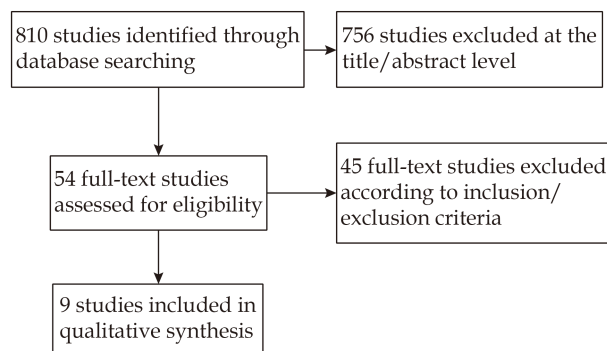 810 studies identified through
database searching
756 studies excluded at the
title/abstract level
54 full-text studies
assessed for eligibility
45 full-text studies excluded
according to inclusion/
exclusion criteria
9 studies included in
qualitative synthesis